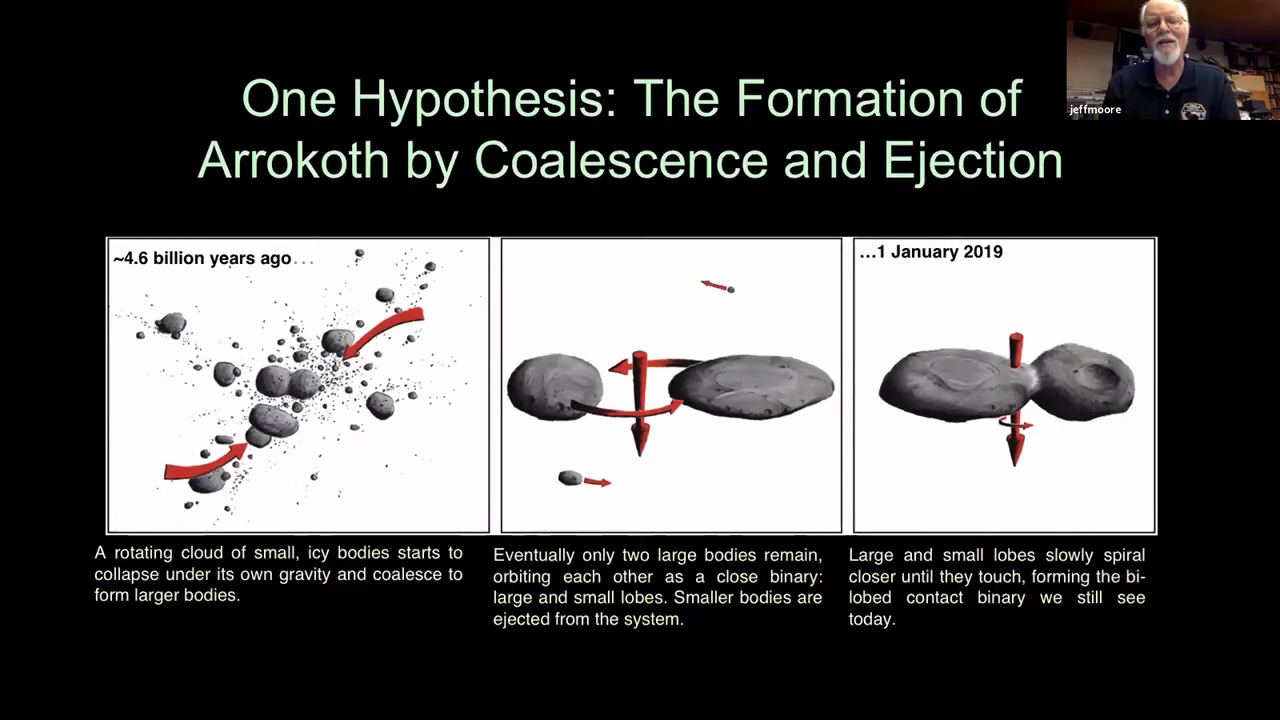 jeffmoore
One Hypothesis: The Formation of
Arrokoth by Coalescence and Ejection
~4.6 billion years ago...
...1 January 2019
A rotating cloud of small, icy bodies starts to
collapse under its own gravity and coalesce to
form larger bodies.
Eventually only two large bodies remain,
orbiting each other as a close binary:
large and small lobes. Smaller bodies are
ejected from the system.
Large and small lobes slowly spiral
closer until they touch, forming the bi-
lobed contact binary we still see
today.